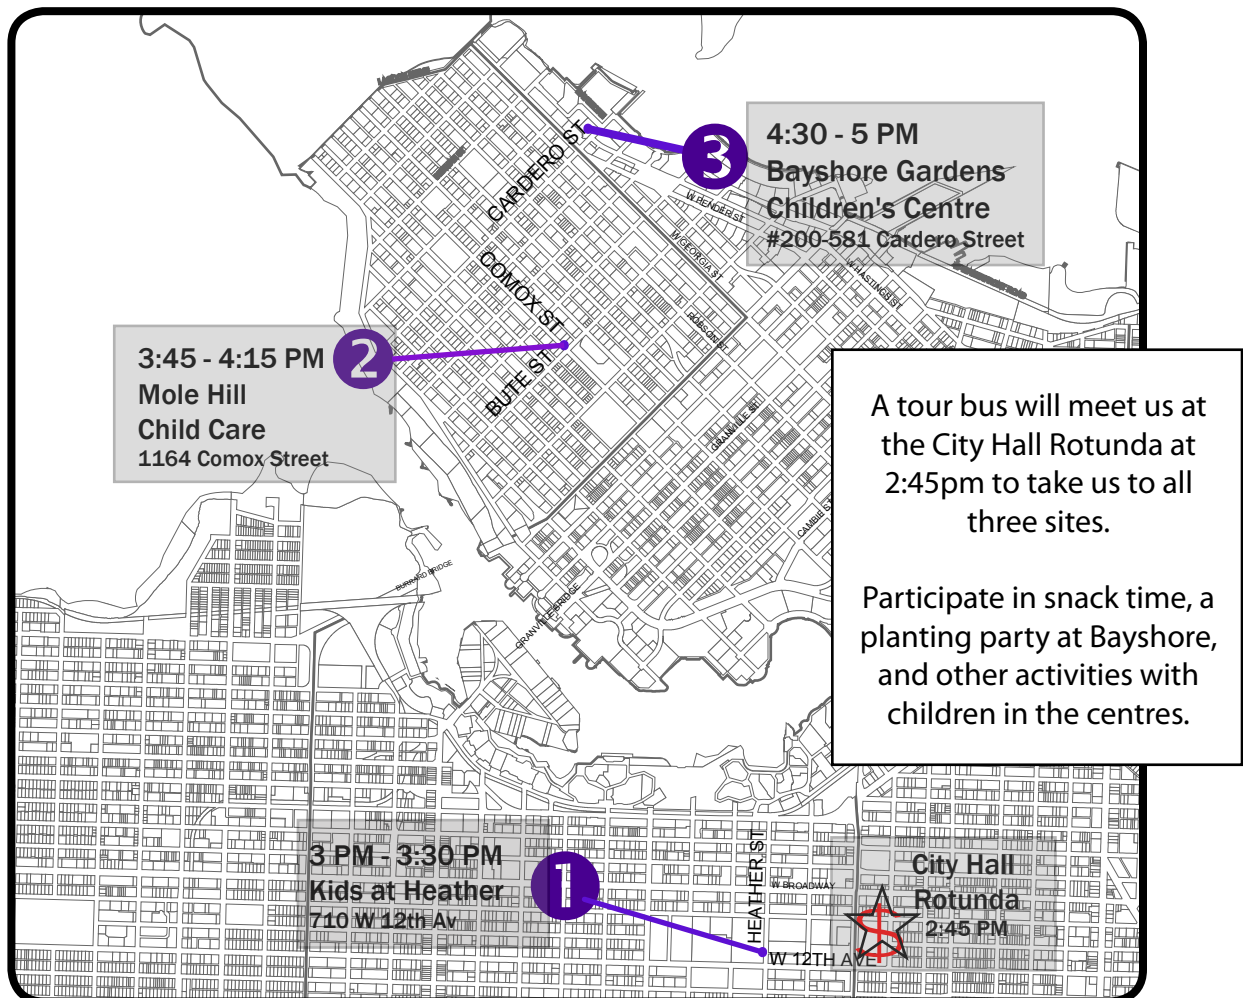 CARDERO ST
3
4:30 - 5 PM
Bayshore Gardens
Children's Centre
#200-581 Cardero Street
W PENDER ST
W GEORGIA ST
W HASTINGS ST
COMOX ST
ROBSON ST
2
3:45 - 4:15 PM
Mole Hill
Child Care
1164 Comox Street
BUTE ST
GRANVILLE ST
CAMBIE ST
A tour bus will meet us at
the City Hall Rotunda at
2:45pm to take us to all
three sites.
Participate in snack time, a
planting party at Bayshore,
and other activities with
children in the centres.
BURRARD BRIDGE
GRANVILLE BRIDGE
1
3 PM - 3:30 PM
Kids at Heather
710 W 12th Av
HEATHER ST
W BROADWAY
W 12TH AVE
City Hall
Rotunda
2:45 PM
$